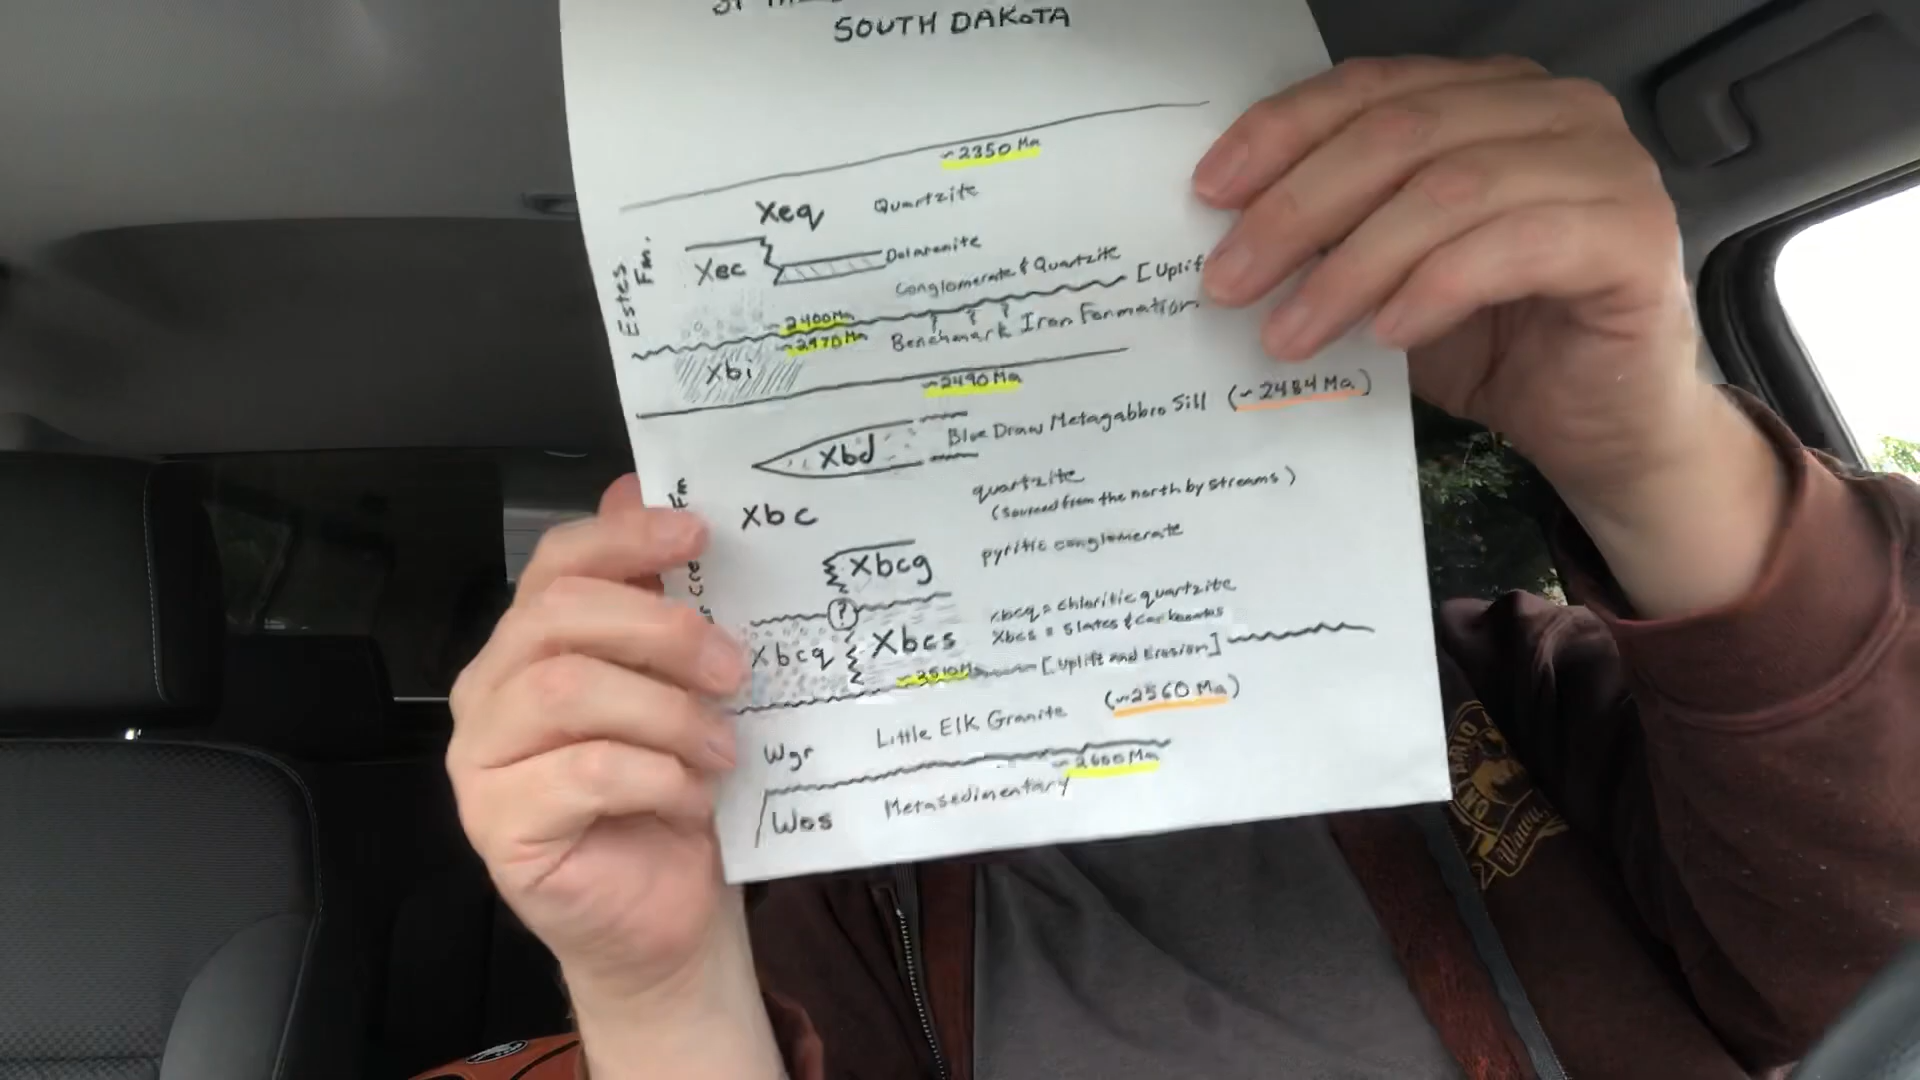 SOUTH DAKOTA
~2350 Ma
Xeq Quartzite
Estes Fm.
Xec Dolarenite
Conglomerate & Quartzite
[Uplif
~2400Ma
~2470 Ma
Benchmark Iron Formation
Xbi
~2490 Ma
Xbd Blue Draw Metagabbro Sill (~2484 Ma)
Fm
Xbc quartzite
(sourced from the north by streams)
Xbcg pyritic conglomerate
?
Xbcq Xbcs
Xbcq = chloritic quartzite
Xbcs = slates & carbonates
[Uplift and Erosion]
Wgr Little Elk Granite (~2560 Ma)
~2600 Ma
Wos Metasedimentary